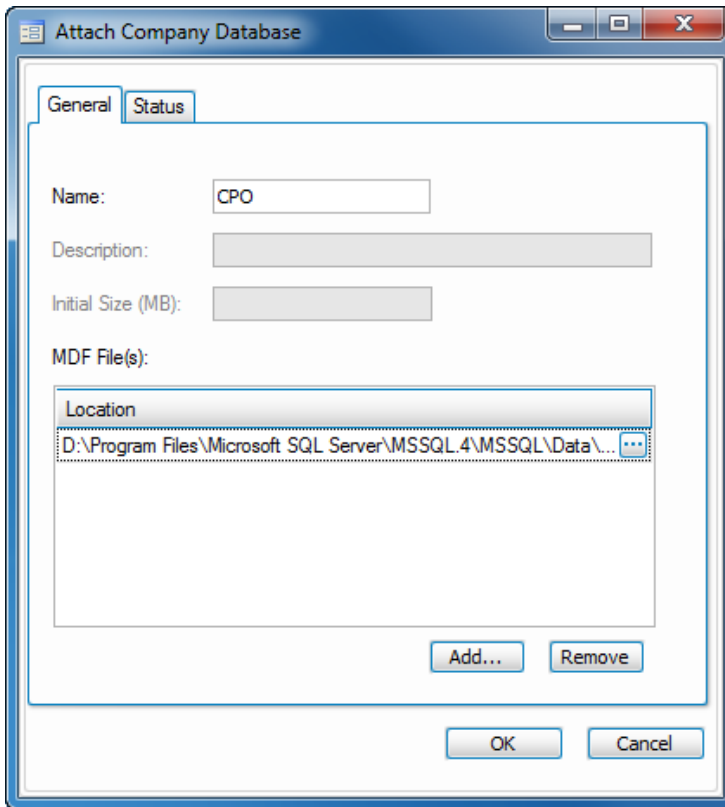 Attach Company Database
General Status
Name: CPO
Description:
Initial Size (MB):
MDF File(s):
Location
D:\Program Files\Microsoft SQL Server\MSSQL.4\MSSQL\Data\... ...
Add... Remove
OK Cancel